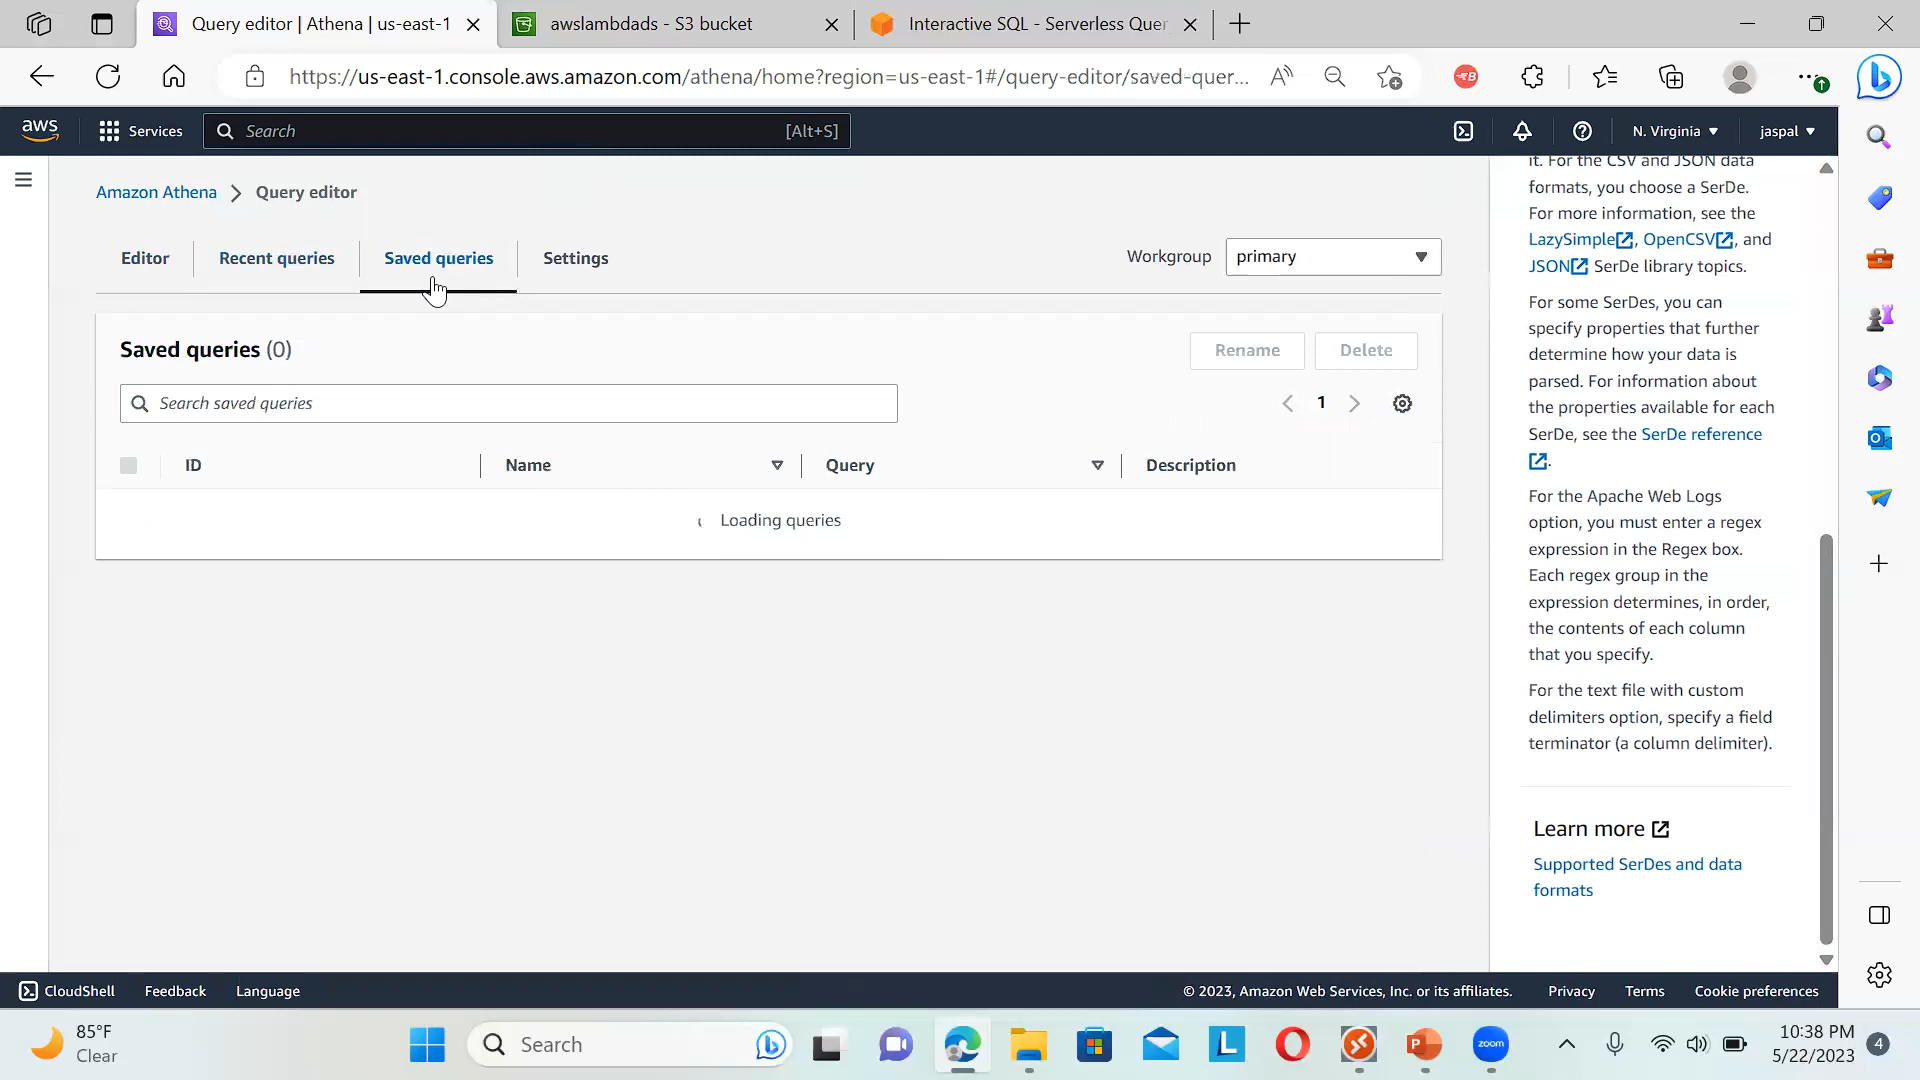 Query editor | Athena | us-east-1
awslambdads - S3 bucket
Interactive SQL - Serverless Quer
https://us-east-1.console.aws.amazon.com/athena/home?region=us-east-1#/query-editor/saved-quer...
aws
Services
Search
[Alt+S]
N. Virginia
jaspal
Amazon Athena
Query editor
Editor
Recent queries
Saved queries
Settings
Workgroup
primary
Saved queries (0)
Rename
Delete
Search saved queries
1
ID
Name
Query
Description
Loading queries
it. For the CSV and JSON data
formats, you choose a SerDe.
For more information, see the
LazySimple, OpenCSV, and
JSON SerDe library topics.
For some SerDes, you can
specify properties that further
determine how your data is
parsed. For information about
the properties available for each
SerDe, see the SerDe reference
.
For the Apache Web Logs
option, you must enter a regex
expression in the Regex box.
Each regex group in the
expression determines, in order,
the contents of each column
that you specify.
For the text file with custom
delimiters option, specify a field
terminator (a column delimiter).
Learn more
Supported SerDes and data
formats
CloudShell
Feedback
Language
© 2023, Amazon Web Services, Inc. or its affiliates.
Privacy
Terms
Cookie preferences
85°F
Clear
Search
zoom
10:38 PM
5/22/2023
4